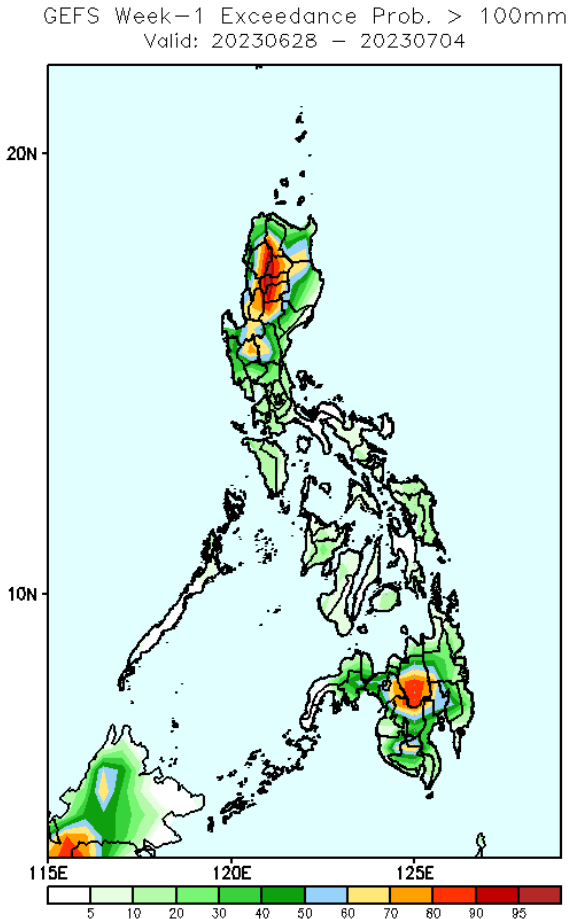 GEFS Week-1 Exceedance Prob. > 100mm
Valid: 20230628 - 20230704
20N
10N
115E 120E 125E
5 10 20 30 40 50 60 70 80 90 95